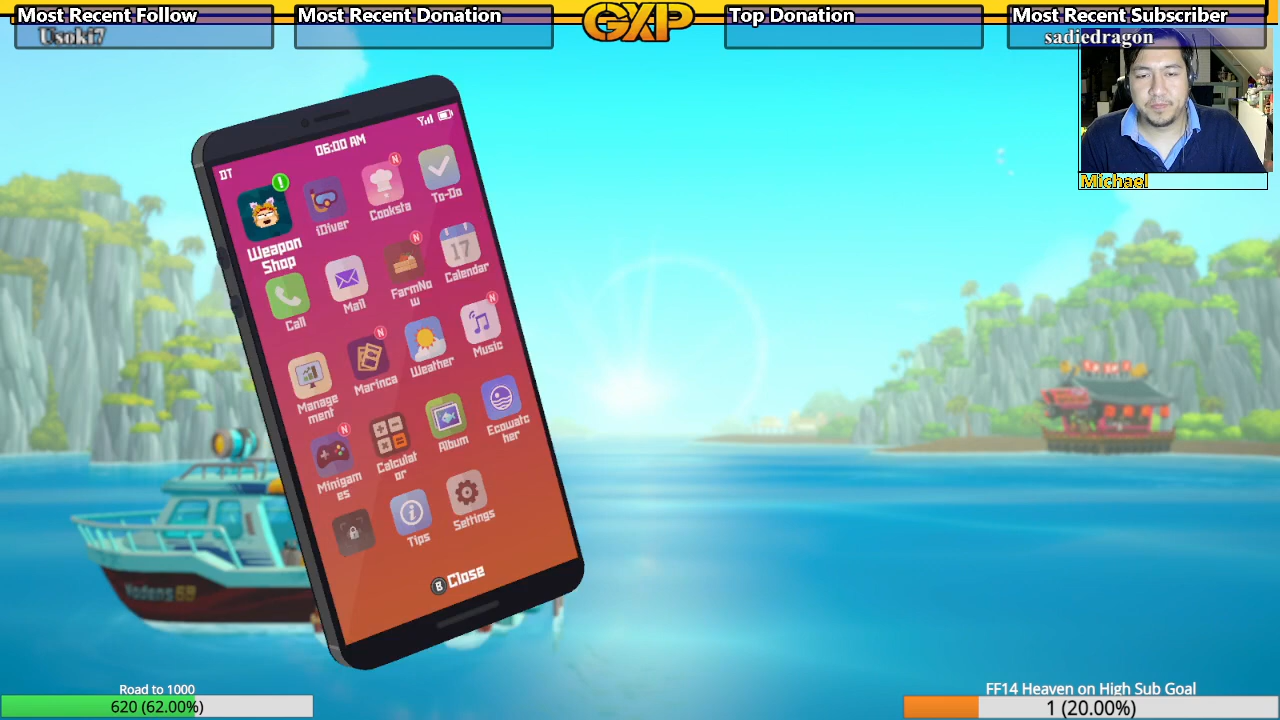 Most Recent Follow
Usoki7
Most Recent Donation
GXP
Top Donation
Most Recent Subscriber
sadiedragon
Michael
DT
06:00 AM
Weapon
Shop
iDiver
N
Cooksta
To-Do
Call
Mail
N
FarmNo
w
17
Calendar
Manage
ment
N
Marinca
Weather
N
Music
N
Minigam
es
Calculat
or
Album
Ecowatc
her
Tips
Settings
B Close
Road to 1000
620 (62.00%)
FF14 Heaven on High Sub Goal
1 (20.00%)